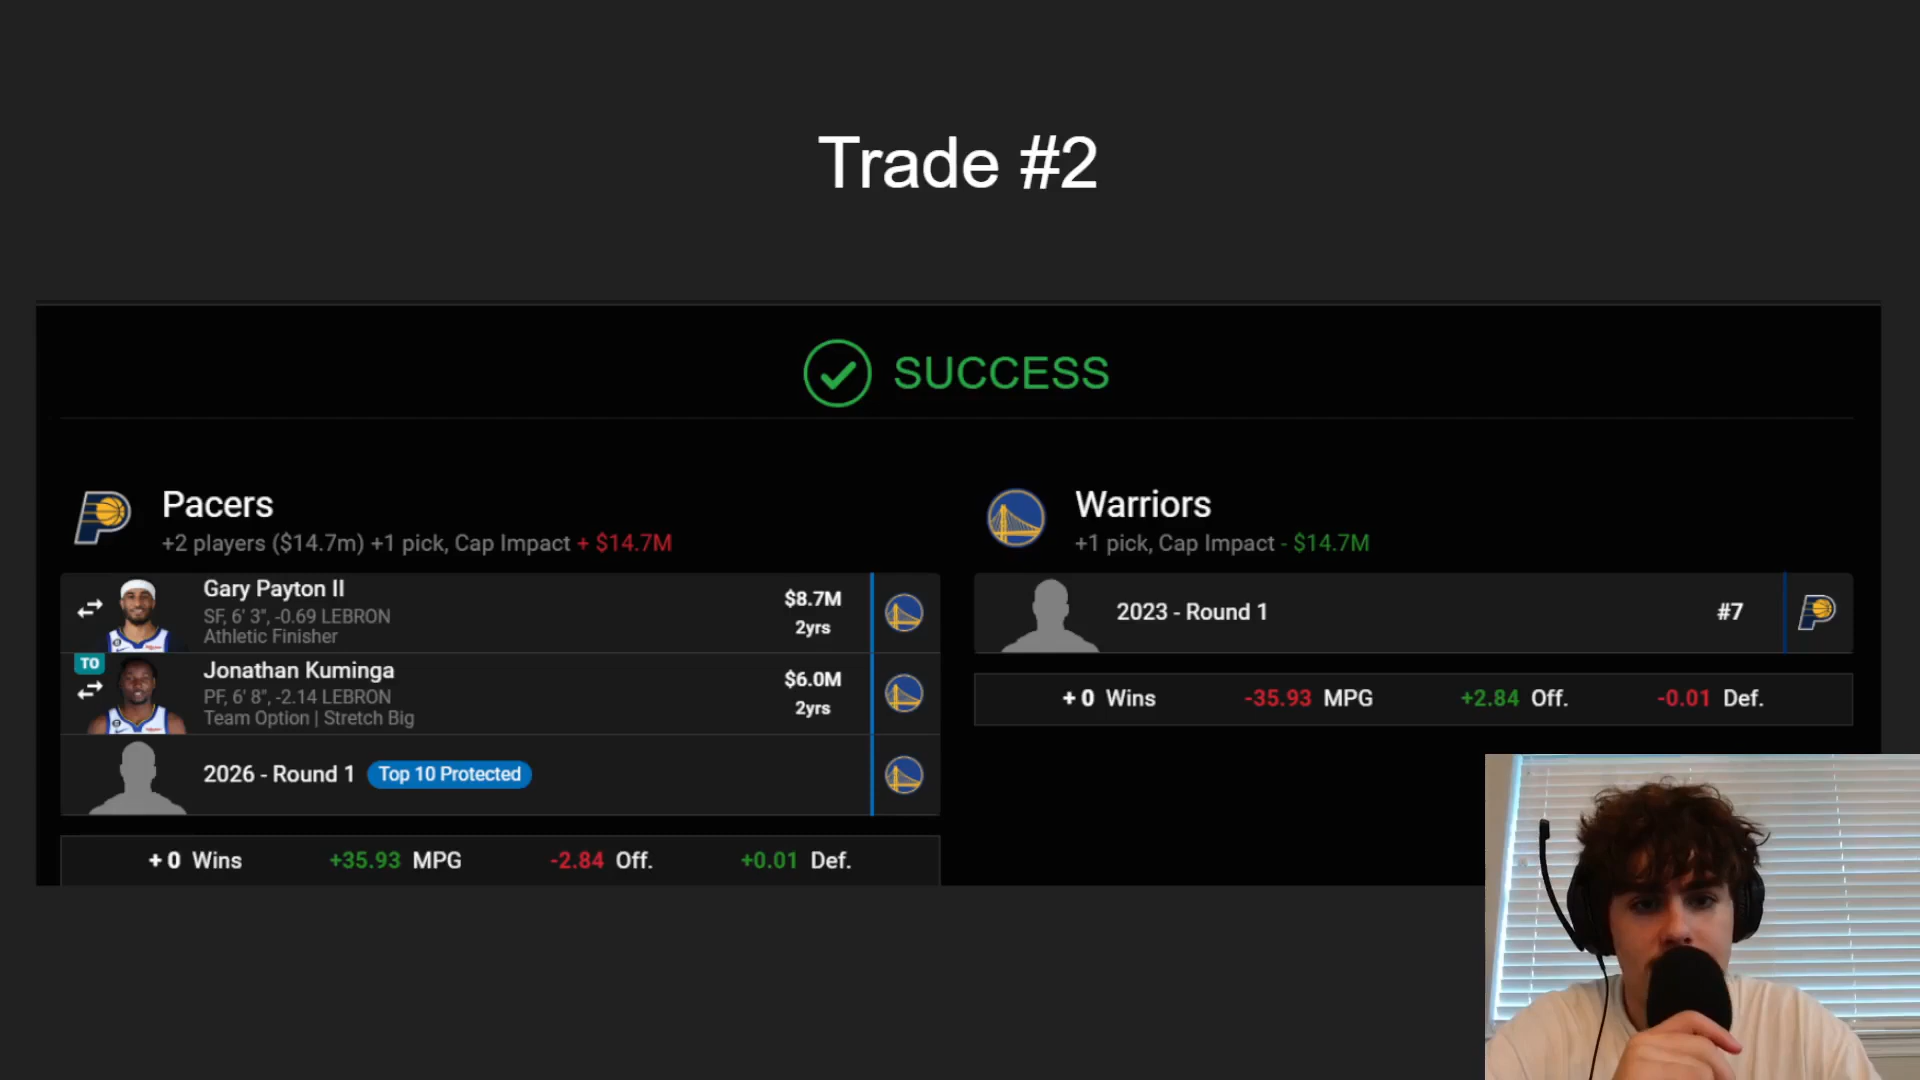 Trade #2
SUCCESS
Pacers
+2 players ($14.7m) +1 pick, Cap Impact + $14.7M
Gary Payton II
SF, 6' 3", -0.69 LEBRON
Athletic Finisher
$8.7M
2yrs
TO
Jonathan Kuminga
PF, 6' 8", -2.14 LEBRON
Team Option | Stretch Big
$6.0M
2yrs
2026 - Round 1 Top 10 Protected
+ 0 Wins +35.93 MPG -2.84 Off. +0.01 Def.
Warriors
+1 pick, Cap Impact - $14.7M
2023 - Round 1 #7
+ 0 Wins -35.93 MPG +2.84 Off. -0.01 Def.